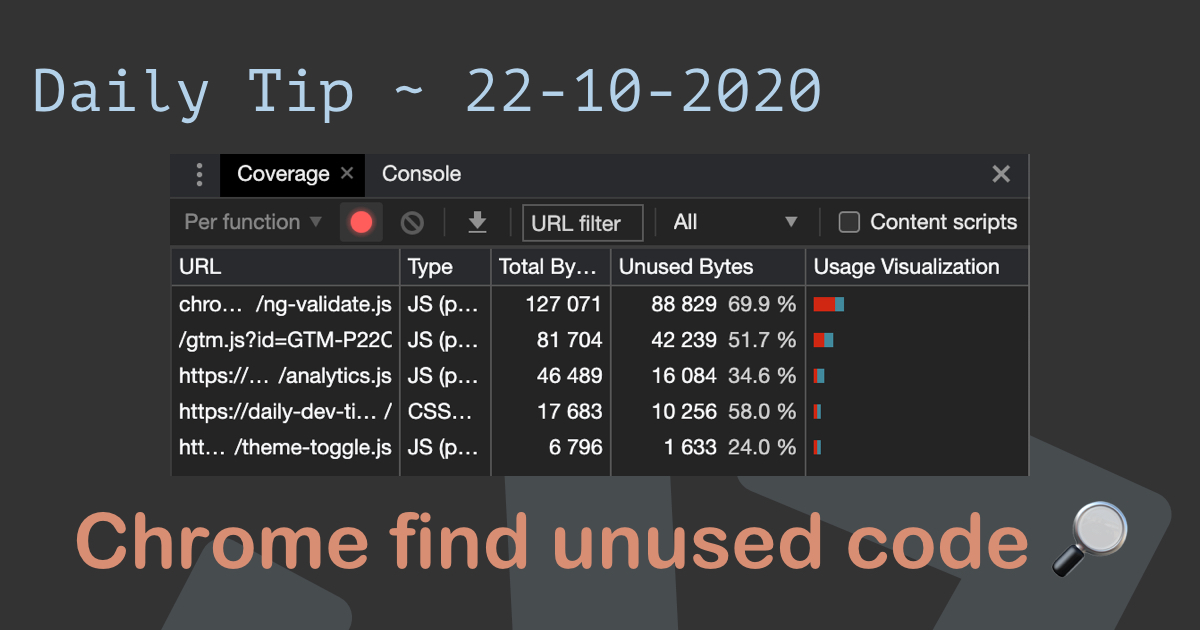 Daily Tip ~ 22-10-2020
Coverage × Console ×
Per function ▼ URL filter All ▼ Content scripts
URL Type Total By… Unused Bytes Usage Visualization
chro… /ng-validate.js JS (p… 127 071 88 829 69.9 %
/gtm.js?id=GTM-P22C JS (p… 81 704 42 239 51.7 %
https://… /analytics.js JS (p… 46 489 16 084 34.6 %
https://daily-dev-ti… / CSS… 17 683 10 256 58.0 %
htt… /theme-toggle.js JS (p… 6 796 1 633 24.0 %
Chrome find unused code 🔎